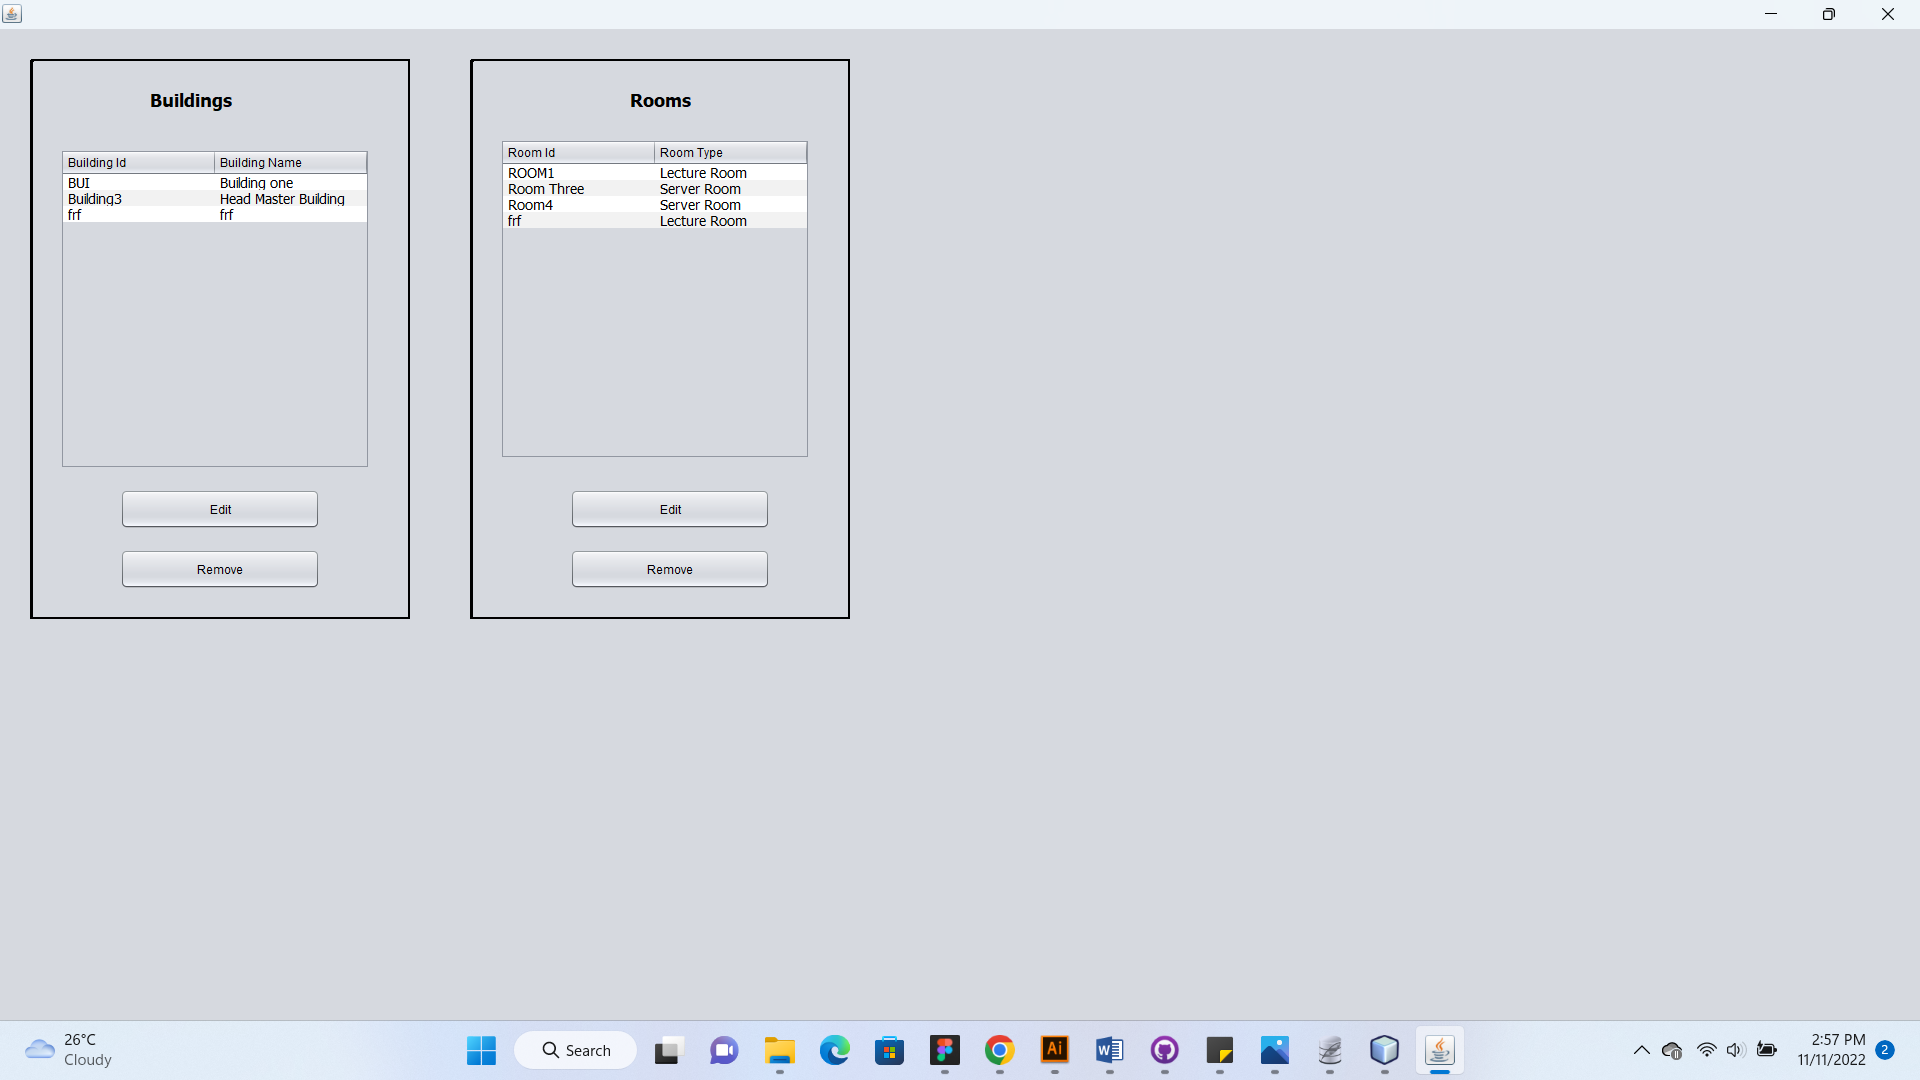 Buildings
Building Id Building Name
BUI Building one
Building3 Head Master Building
frf frf
Edit
Remove
Rooms
Room Id Room Type
ROOM1 Lecture Room
Room Three Server Room
Room4 Server Room
frf Lecture Room
Edit
Remove
26°C
Cloudy
Search
Ai
W
2:57 PM
11/11/2022
2